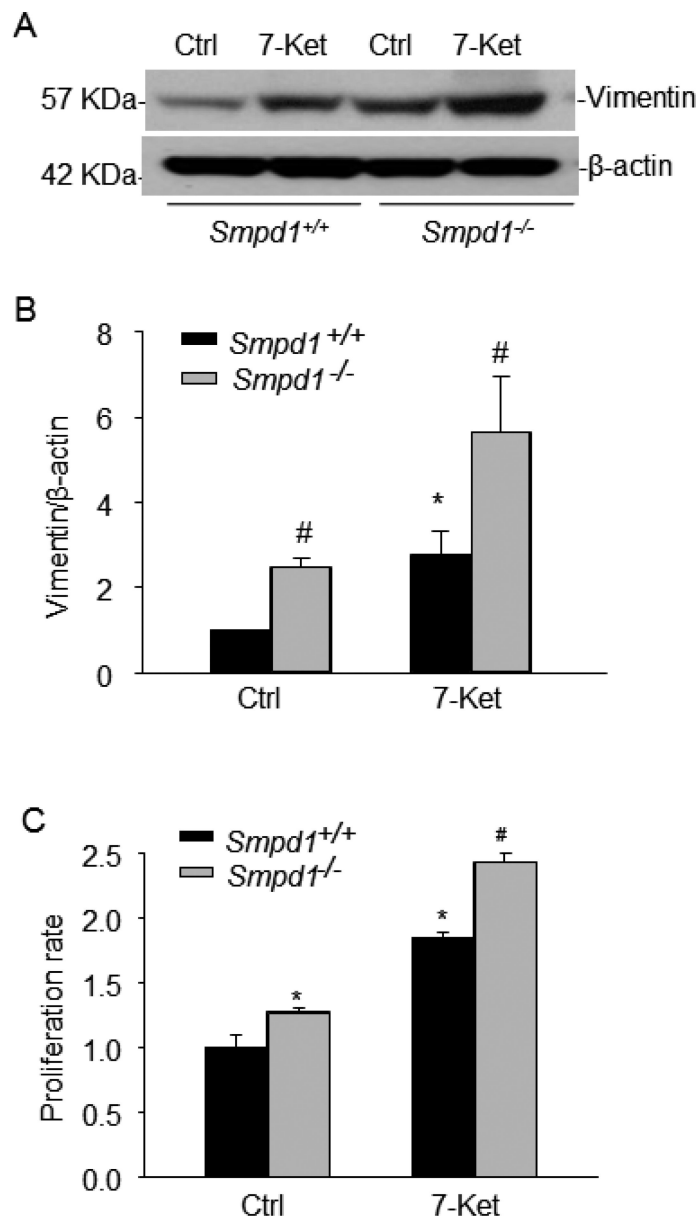 A
Ctrl 7-Ket Ctrl 7-Ket
57 KDa- -Vimentin
42 KDa- -β-actin
Smpd1+/+ Smpd1-/-
B
Smpd1 +/+
Smpd1 -/-
Vimentin/β-actin
8
6
4
2
0
#
*
#
Ctrl 7-Ket
C
Smpd1+/+
Smpd1-/-
Proliferation rate
2.5
2.0
1.5
1.0
0.5
0.0
*
*
#
Ctrl 7-Ket